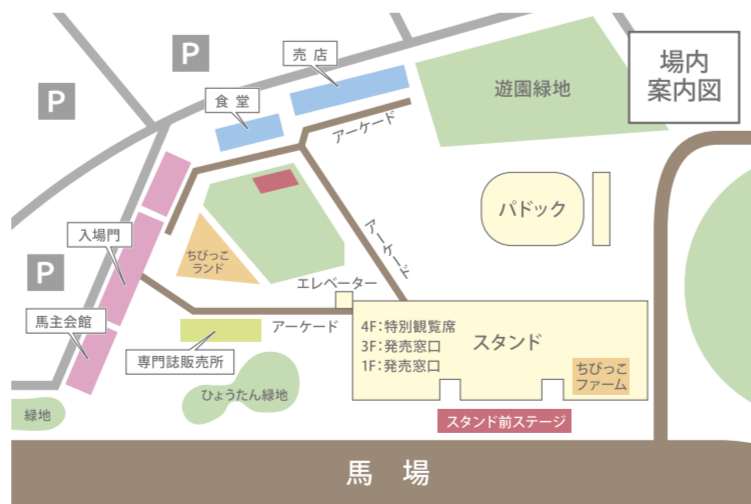 場内
案内図
P
P
P
売店
食堂
遊園緑地
アーケード
パドック
アーケード
入場門
ちびっこ
ランド
エレベーター
馬主会館
アーケード
専門誌販売所
4F:特別観覧席
3F:発売窓口
1F:発売窓口
スタンド
ちびっこ
ファーム
ひょうたん緑地
緑地
スタンド前ステージ
馬場